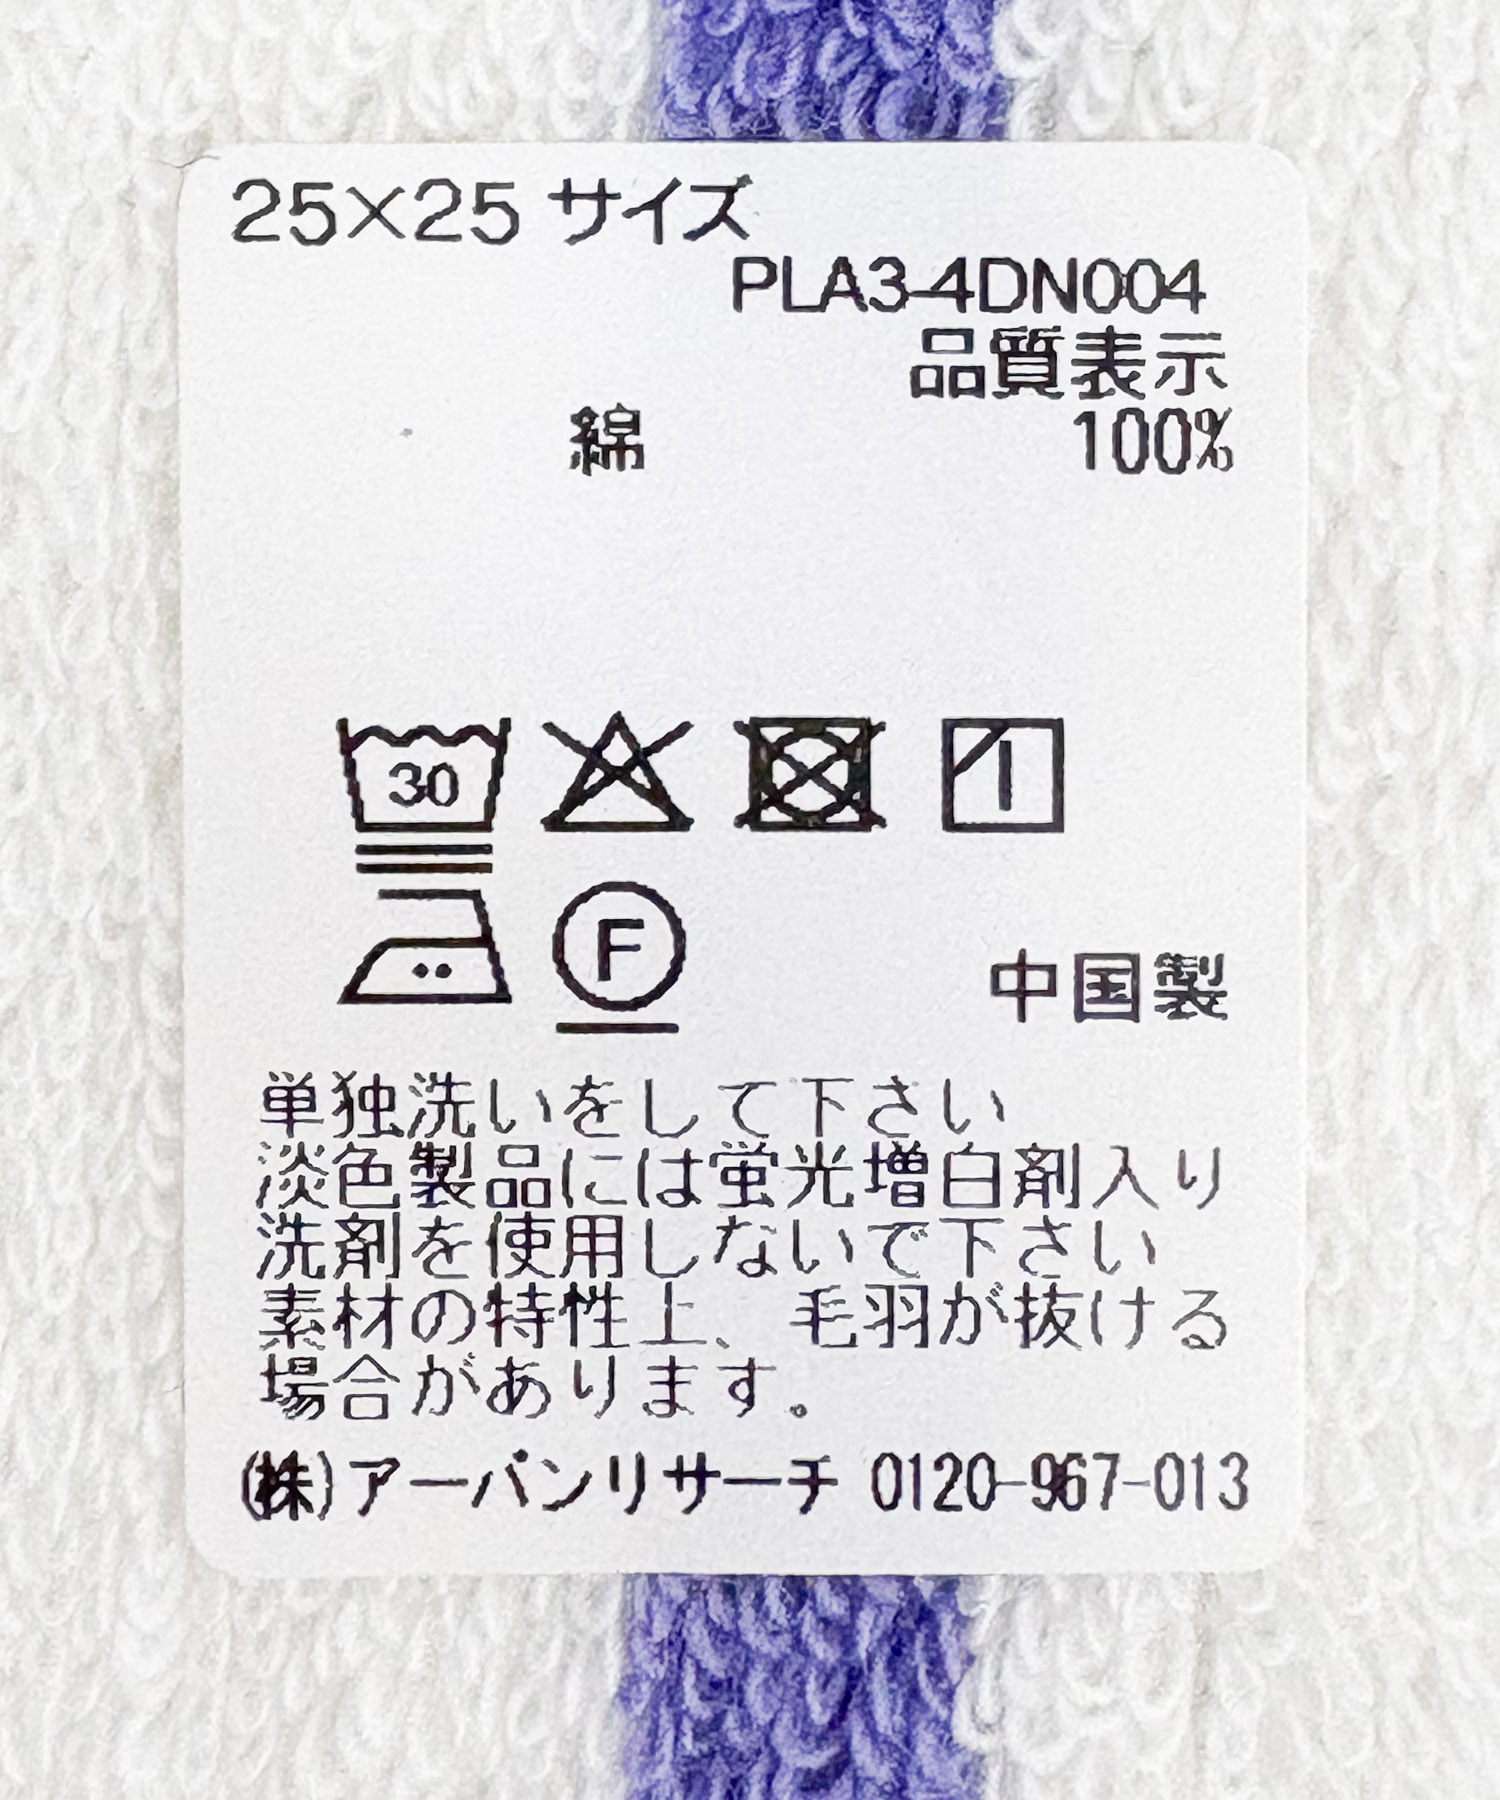 25×25 サイズ
PLA3-4DN004
品質表示
綿 100%
30
F
中国製
単独洗いをして下さい
淡色製品には蛍光増白剤入り
洗剤を使用しないで下さい
素材の特性上、毛羽が抜ける
場合があります。
(株)アーバンリサーチ 0120-967-013